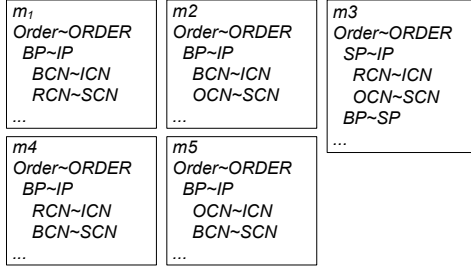 m₁
Order~ORDER
BP~IP
BCN~ICN
RCN~SCN
...
m2
Order~ORDER
BP~IP
BCN~ICN
OCN~SCN
...
m3
Order~ORDER
SP~IP
RCN~ICN
OCN~SCN
BP~SP
...
m4
Order~ORDER
BP~IP
RCN~ICN
BCN~SCN
...
m5
Order~ORDER
BP~IP
OCN~ICN
BCN~SCN
...